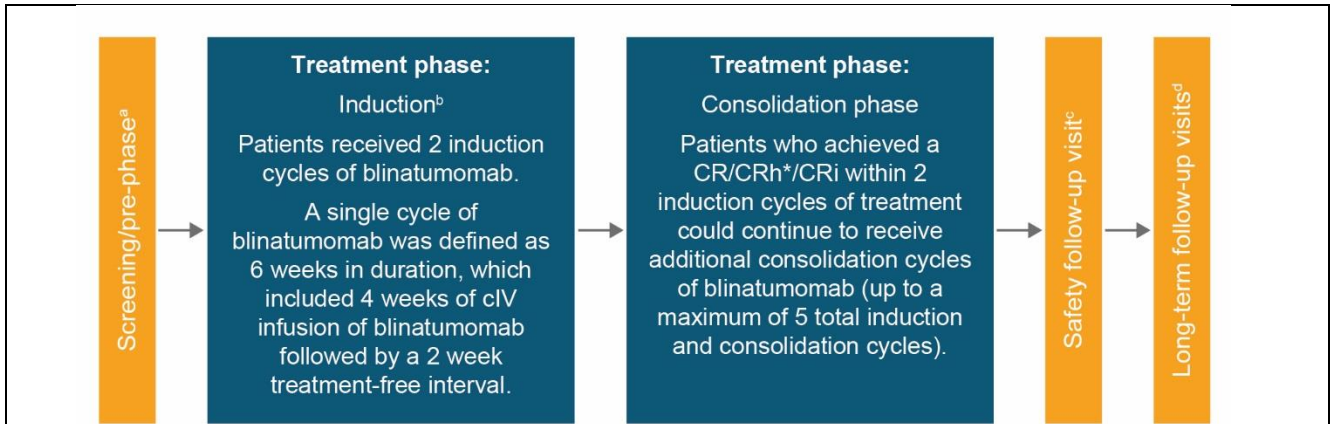 Screening/pre-phaseᵃ
Treatment phase:
Inductionᵇ
Patients received 2 induction
cycles of blinatumomab.
A single cycle of
blinatumomab was defined as
6 weeks in duration, which
included 4 weeks of cIV
infusion of blinatumomab
followed by a 2 week
treatment-free interval.
Treatment phase:
Consolidation phase
Patients who achieved a
CR/CRh*/CRi within 2
induction cycles of treatment
could continue to receive
additional consolidation cycles
of blinatumomab (up to a
maximum of 5 total induction
and consolidation cycles).
Safety follow-up visitᶜ
Long-term follow-up visitsᵈ